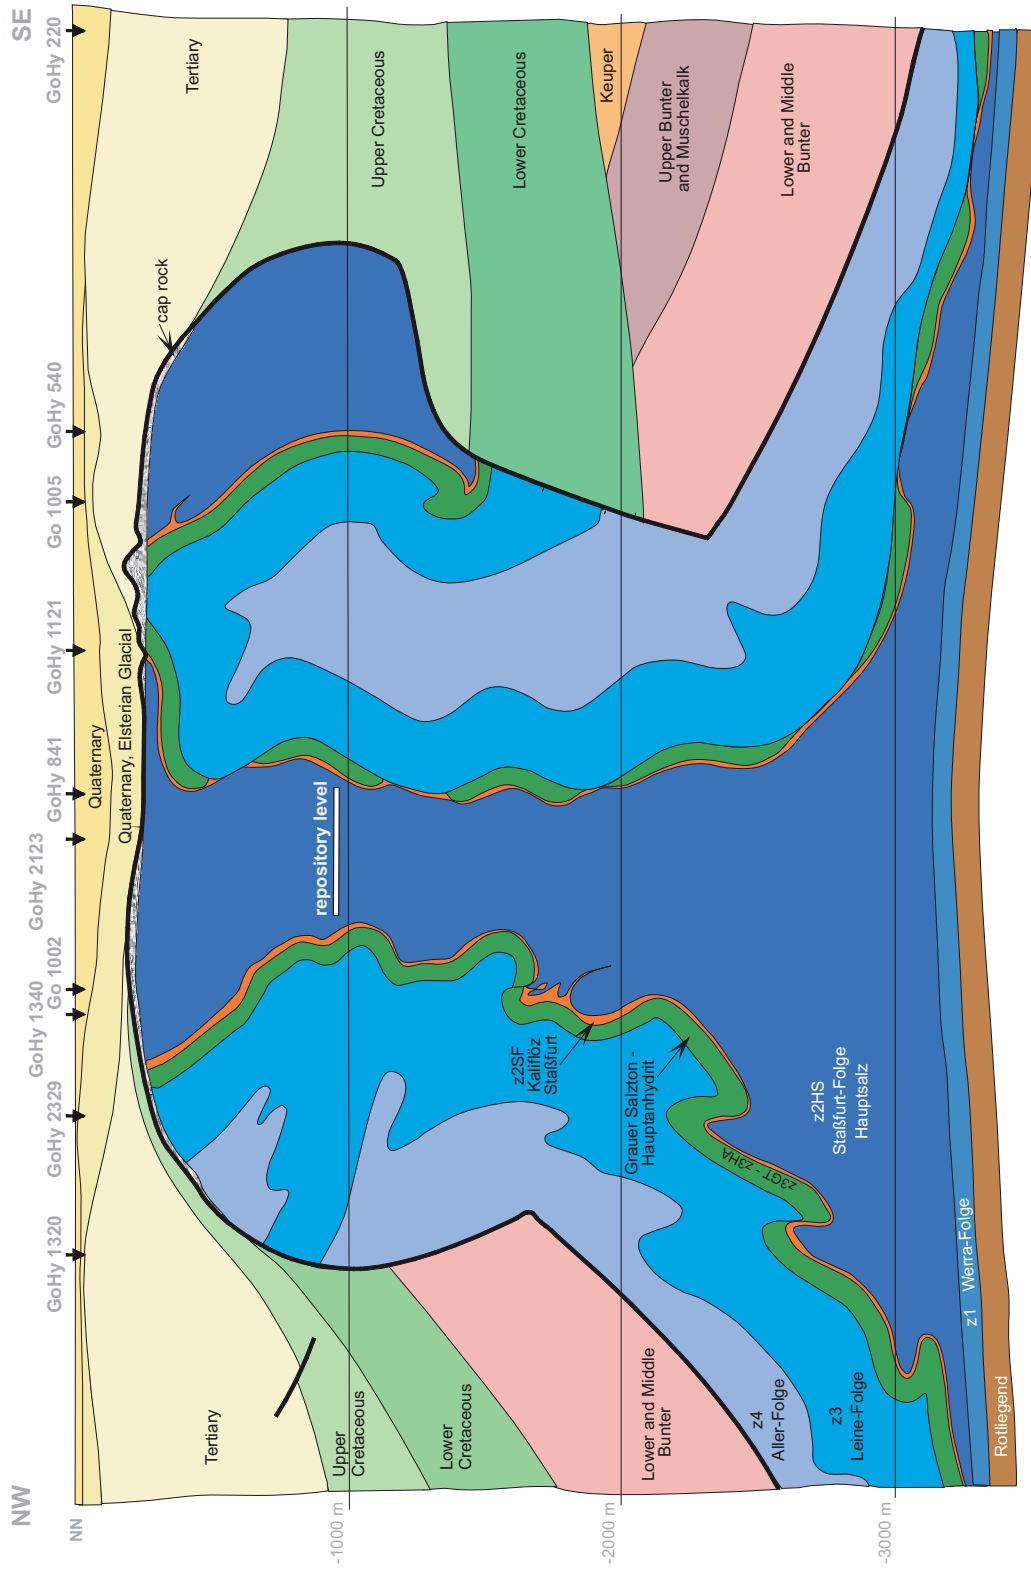 NW
SE
GoHy 1320
GoHy 2329
GoHy 1340
Go 1002
GoHy 2123
GoHy 841
GoHy 1121
Go 1005
GoHy 540
GoHy 220
NN
-1000 m
-2000 m
-3000 m
Quaternary
Quaternary, Elsterian Glacial
cap rock
Tertiary
Tertiary
repository level
Upper
Cretaceous
Upper Cretaceous
Lower
Cretaceous
Lower Cretaceous
Keuper
Upper Bunter
and Muschelkalk
Lower and Middle
Bunter
Lower and Middle
Bunter
z2SF
Kaliflöz
Staßfurt
Grauer Salzton -
Hauptanhydrit
z3GT - z3HA
z4
Aller-Folge
z3
Leine-Folge
z2HS
Staßfurt-Folge
Hauptsalz
z1 Werra-Folge
Rotliegend